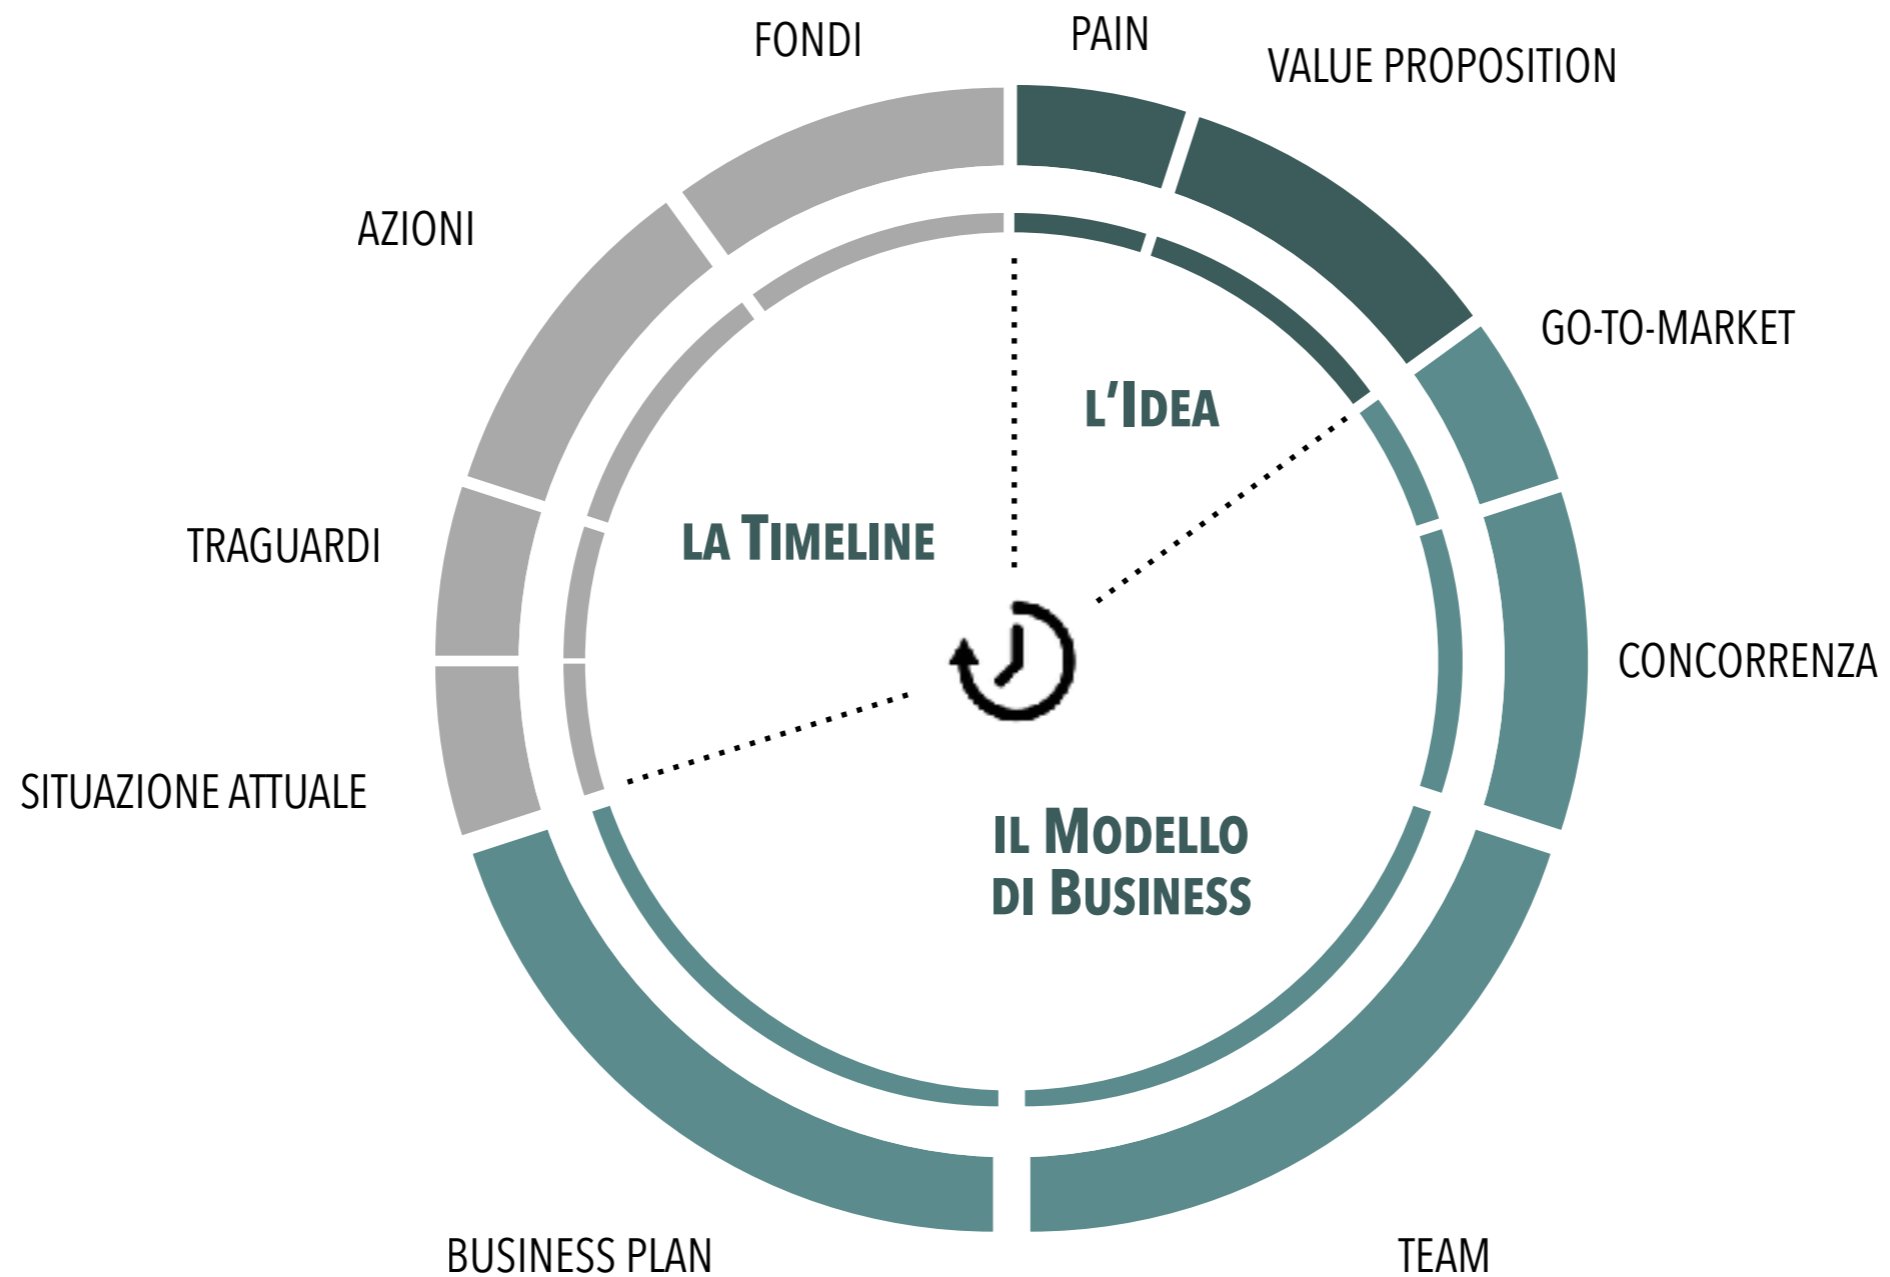 FONDI
PAIN
VALUE PROPOSITION
AZIONI
GO-TO-MARKET
L'IDEA
LA TIMELINE
TRAGUARDI
CONCORRENZA
SITUAZIONE ATTUALE
IL MODELLO
DI BUSINESS
BUSINESS PLAN
TEAM